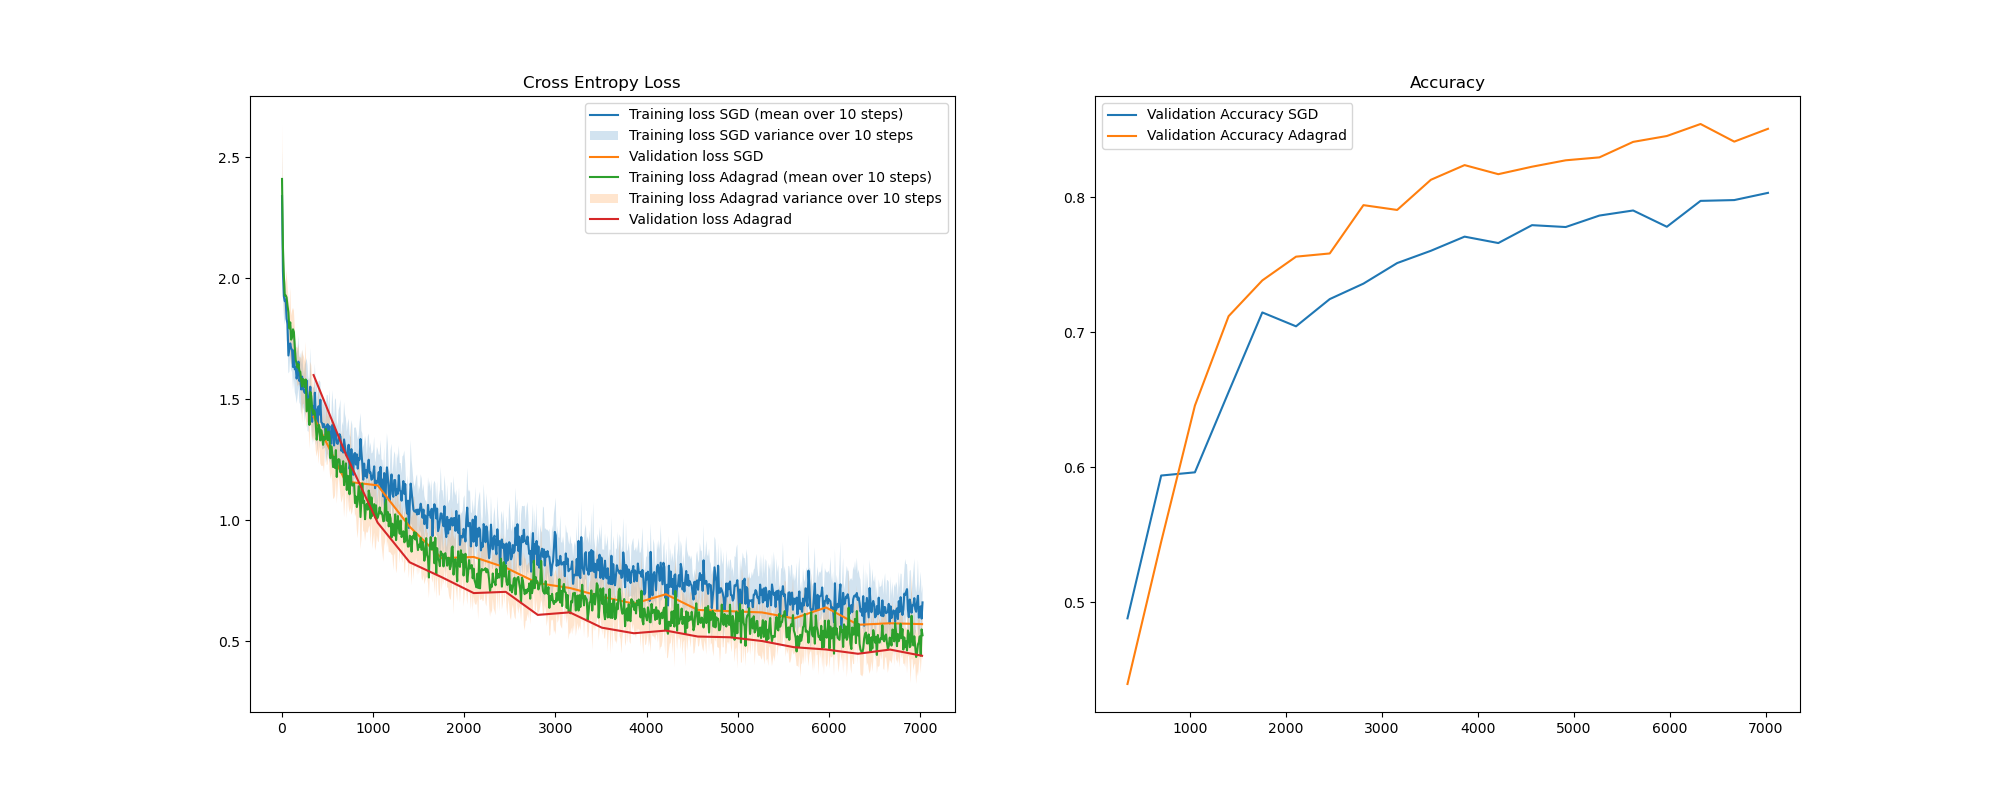 Cross Entropy Loss
Training loss SGD (mean over 10 steps)
Training loss SGD variance over 10 steps
Validation loss SGD
Training loss Adagrad (mean over 10 steps)
Training loss Adagrad variance over 10 steps
Validation loss Adagrad
2.5
2.0
1.5
1.0
0.5
0 1000 2000 3000 4000 5000 6000 7000
Accuracy
Validation Accuracy SGD
Validation Accuracy Adagrad
0.8
0.7
0.6
0.5
1000 2000 3000 4000 5000 6000 7000